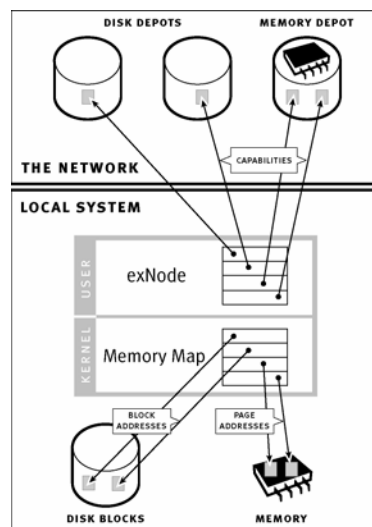 DISK DEPOTS
MEMORY DEPOT
CAPABILITIES
THE NETWORK
LOCAL SYSTEM
USER
exNode
KERNEL
Memory Map
BLOCK
ADDRESSES
PAGE
ADDRESSES
DISK BLOCKS
MEMORY